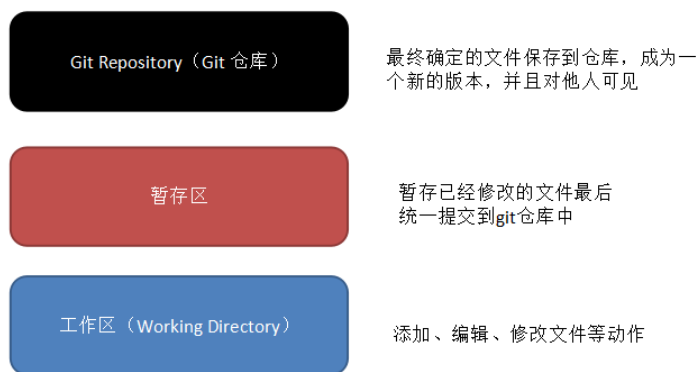 Git Repository（Git 仓库）
最终确定的文件保存到仓库，成为一
个新的版本，并且对他人可见
暂存区
暂存已经修改的文件最后
统一提交到git仓库中
工作区（Working Directory）
添加、编辑、修改文件等动作